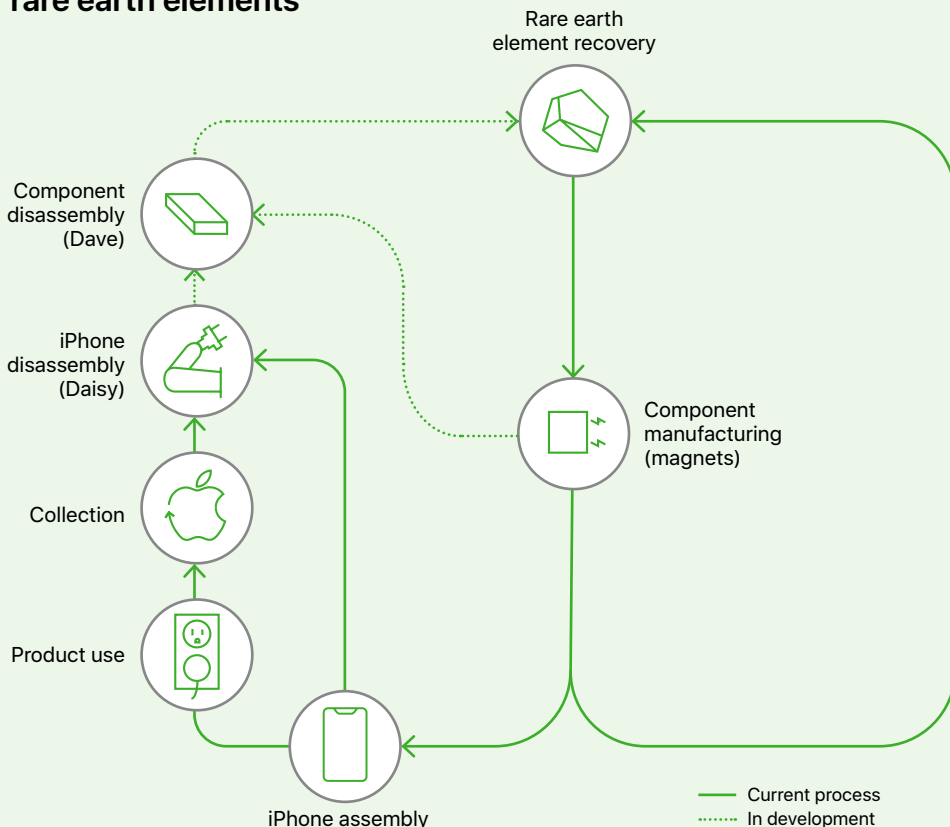 rare earth elements
Rare earth
element recovery
Component
disassembly
(Dave)
iPhone
disassembly
(Daisy)
Component
manufacturing
(magnets)
Collection
Product use
iPhone assembly
Current process
In development